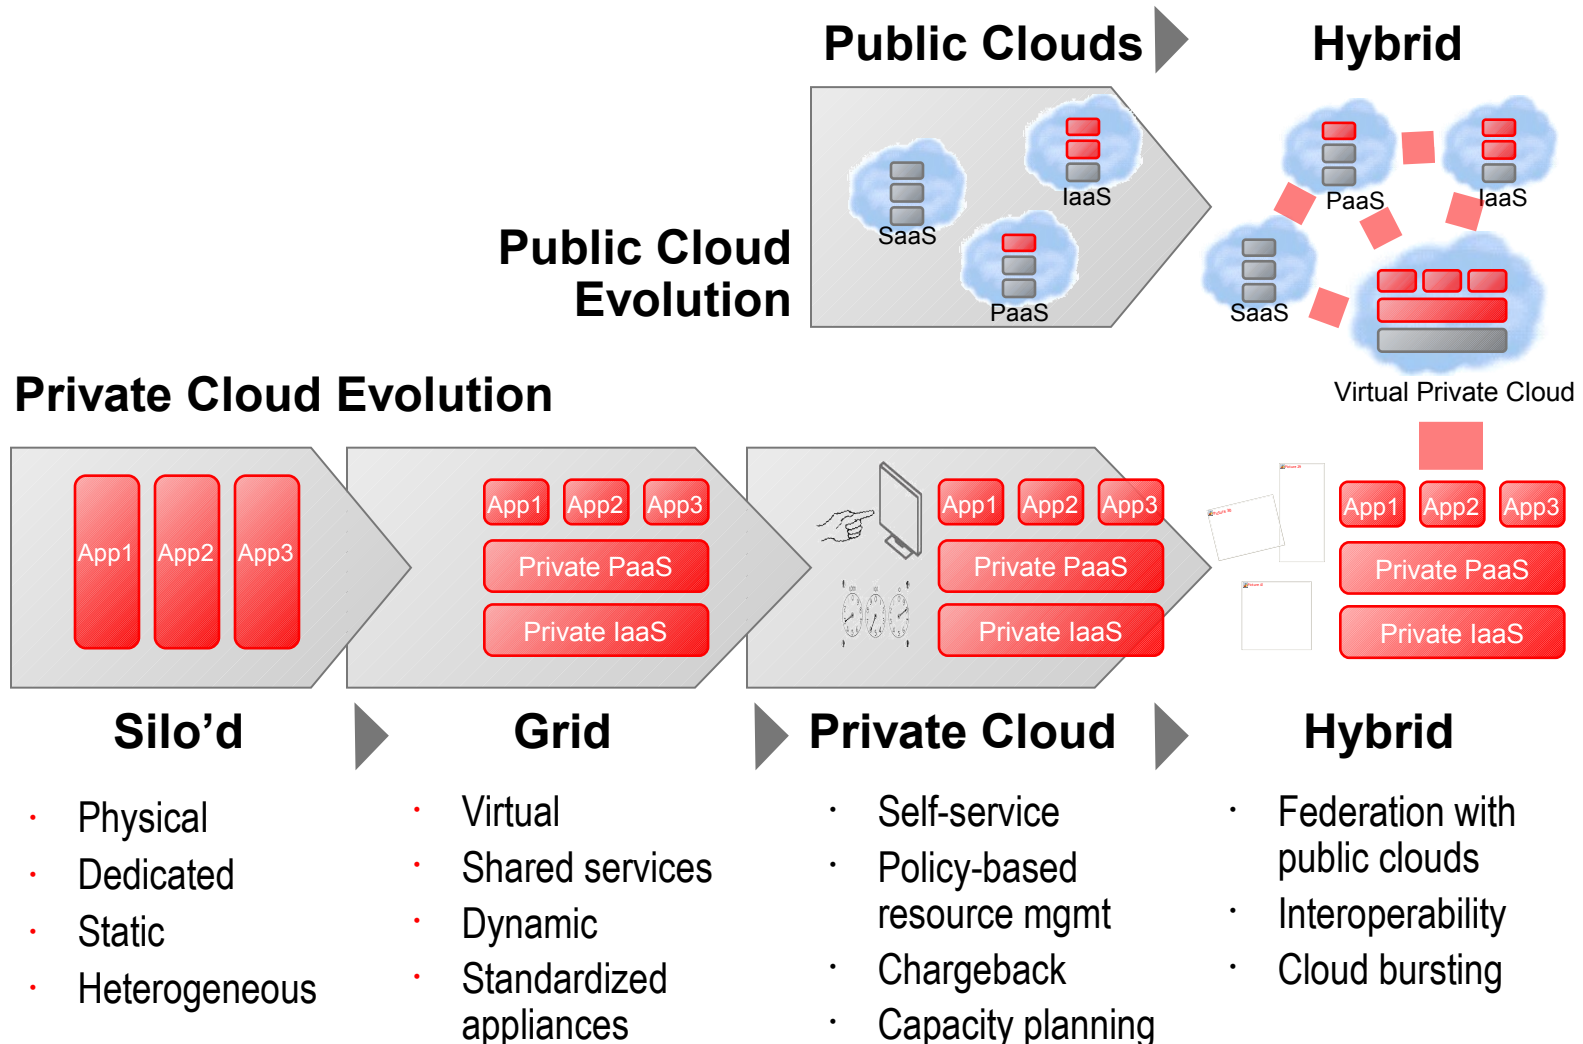 Public Clouds
Hybrid
SaaS
IaaS
PaaS
PaaS
IaaS
SaaS
Virtual Private Cloud
Public Cloud
Evolution
Private Cloud Evolution
App1
App2
App3
App1
App2
App3
Private PaaS
Private IaaS
App1
App2
App3
Private PaaS
Private IaaS
App1
App2
App3
Private PaaS
Private IaaS
Silo’d
Grid
Private Cloud
Hybrid
· Physical
· Dedicated
· Static
· Heterogeneous
· Virtual
· Shared services
· Dynamic
· Standardized
appliances
· Self-service
· Policy-based
resource mgmt
· Chargeback
· Capacity planning
· Federation with
public clouds
· Interoperability
· Cloud bursting